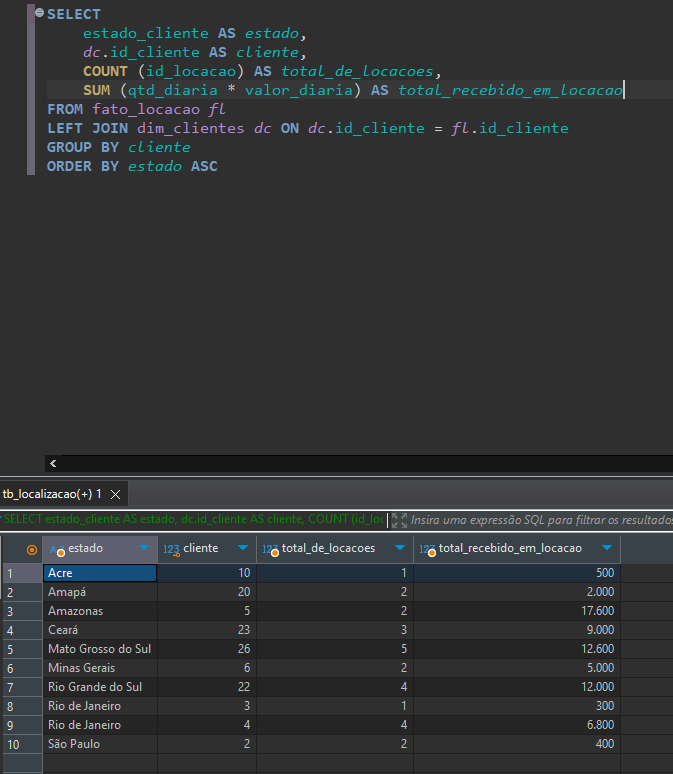 SELECT
estado_cliente AS estado,
dc.id_cliente AS cliente,
COUNT (id_locacao) AS total_de_locacoes,
SUM (qtd_diaria * valor_diaria) AS total_recebido_em_locacao
FROM fato_locacao fl
LEFT JOIN dim_clientes dc ON dc.id_cliente = fl.id_cliente
GROUP BY cliente
ORDER BY estado ASC
tb_localizacao(+) 1
SELECT estado_cliente AS estado, dc.id_cliente AS cliente, COUNT (id_loc Insira uma expressão SQL para filtrar os resultados
estado 123 cliente 123 total_de_locacoes 123 total_recebido_em_locacao
1 Acre 10 1 500
2 Amapá 20 2 2.000
3 Amazonas 5 2 17.600
4 Ceará 23 3 9.000
5 Mato Grosso do Sul 26 5 12.600
6 Minas Gerais 6 2 5.000
7 Rio Grande do Sul 22 4 12.000
8 Rio de Janeiro 3 1 300
9 Rio de Janeiro 4 4 6.800
10 São Paulo 2 2 400